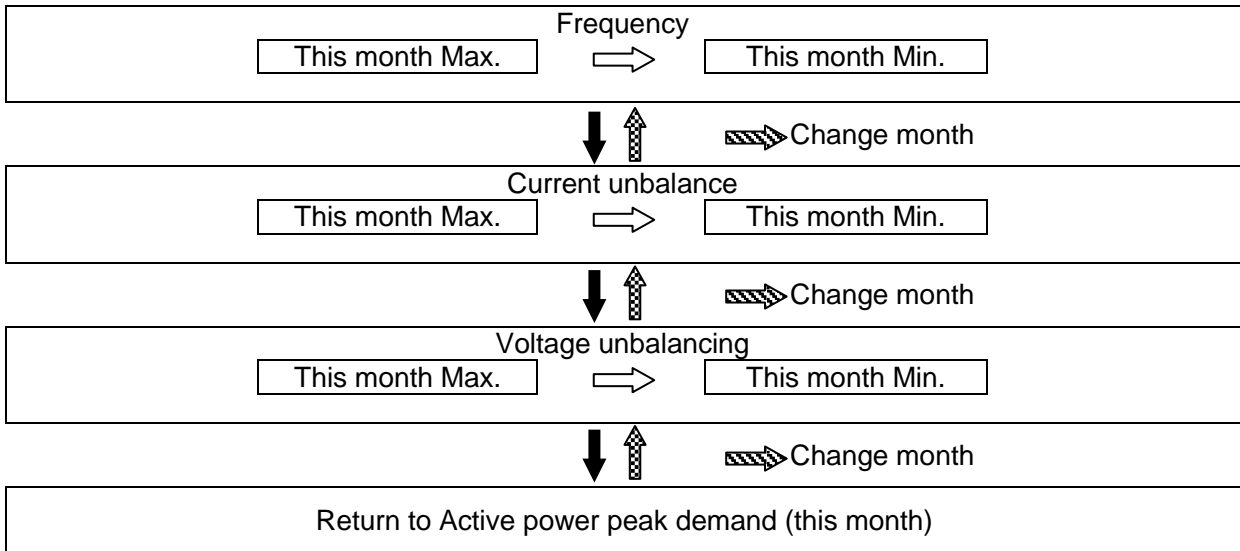 Frequency
This month Max. This month Min.
Change month
Current unbalance
This month Max. This month Min.
Change month
Voltage unbalancing
This month Max. This month Min.
Change month
Return to Active power peak demand (this month)